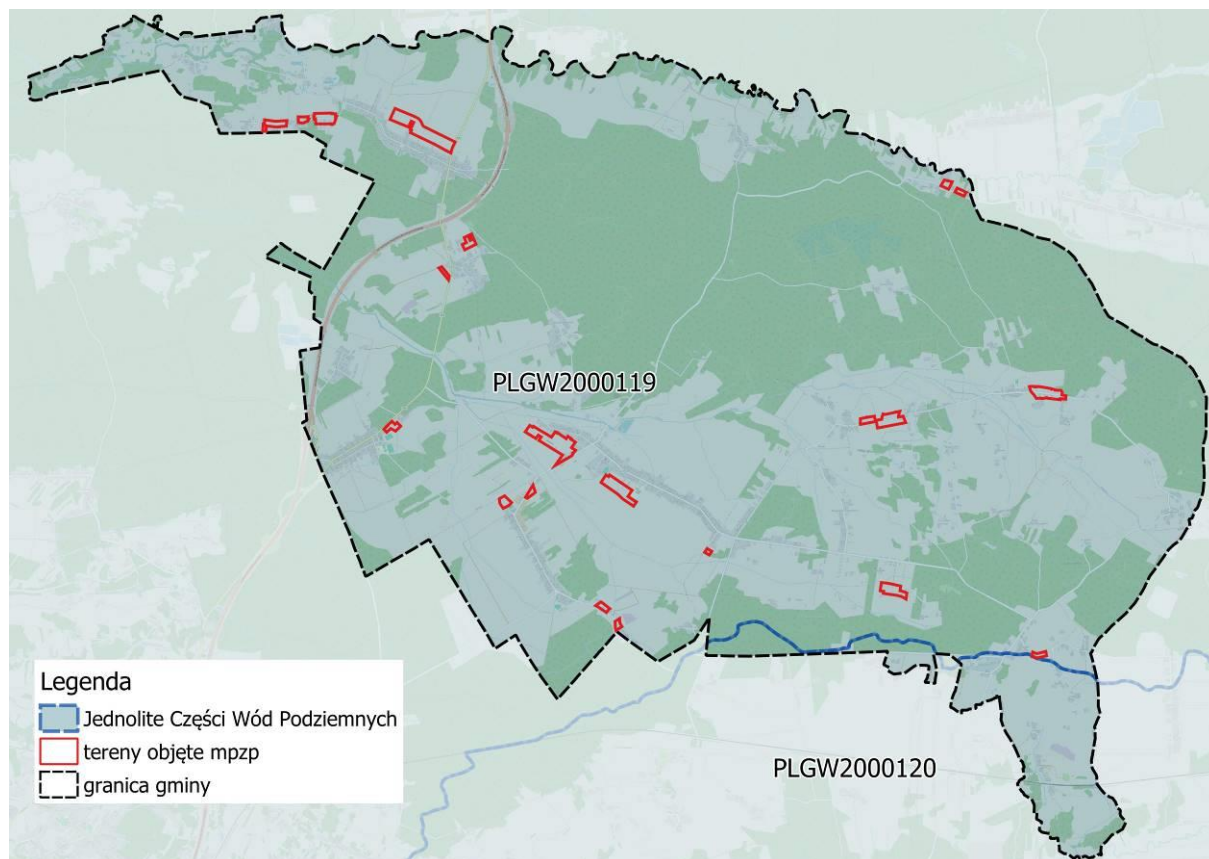 PLGW2000119
Legenda
Jednolite Części Wód Podziemnych
tereny objęte mpzp
granica gminy
PLGW2000120